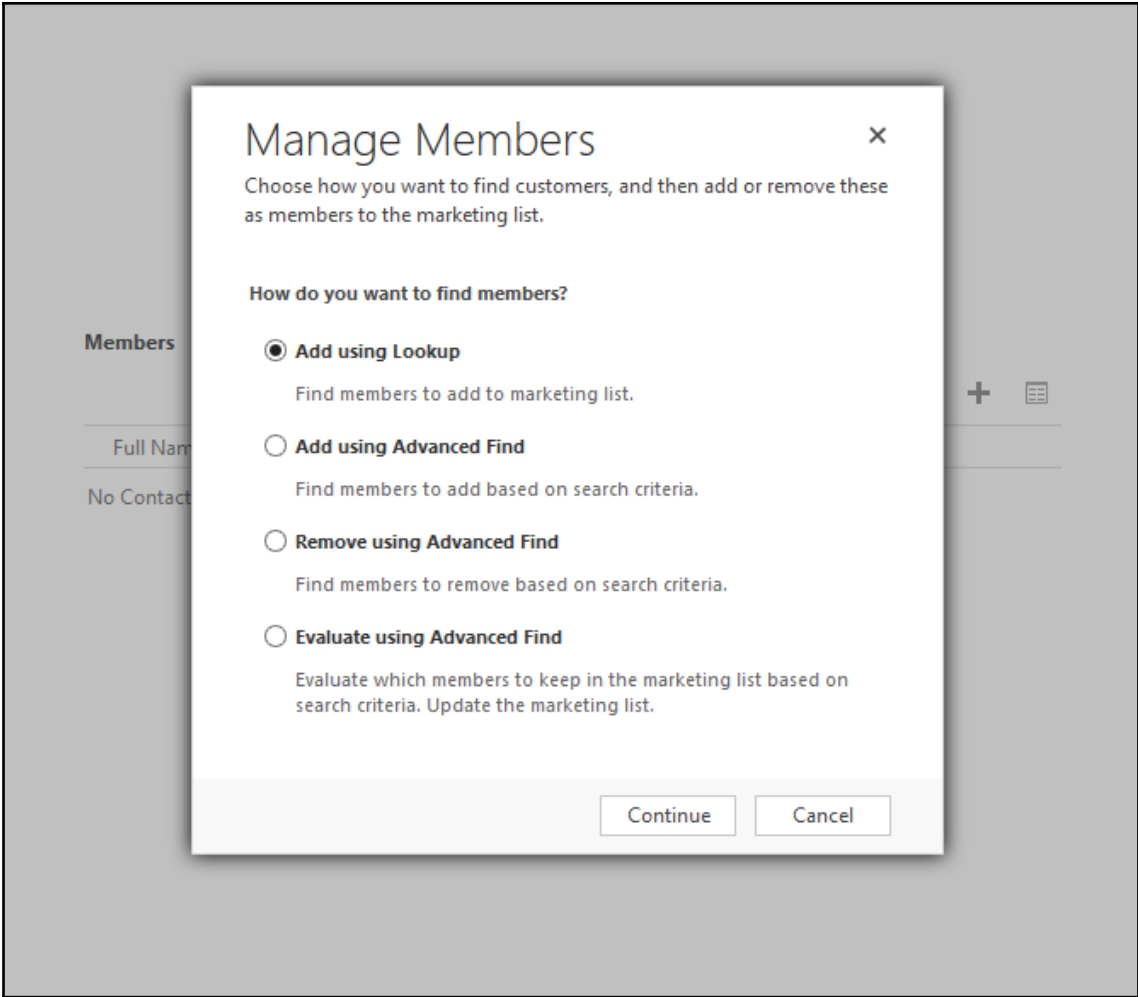 Manage Members
Choose how you want to find customers, and then add or remove these
as members to the marketing list.
How do you want to find members?
Members
Add using Lookup
Find members to add to marketing list.
Full Nam
Add using Advanced Find
Find members to add based on search criteria.
No Contact
Remove using Advanced Find
Find members to remove based on search criteria.
Evaluate using Advanced Find
Evaluate which members to keep in the marketing list based on
search criteria. Update the marketing list.
Continue
Cancel